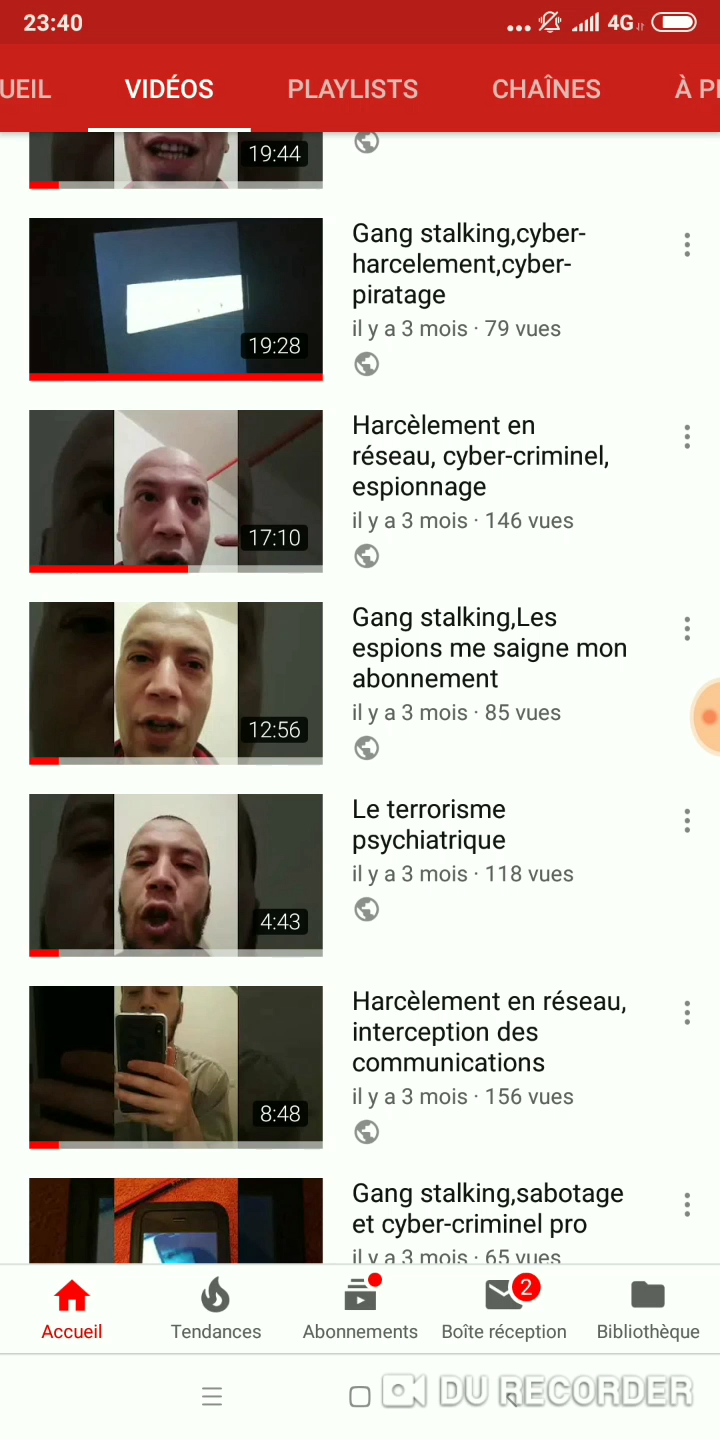 23:40
4G
UEIL VIDÉOS PLAYLISTS CHAÎNES À P
19:44
Gang stalking,cyber-
harcelement,cyber-
piratage
il y a 3 mois · 79 vues
19:28
Harcèlement en
réseau, cyber-criminel,
espionnage
il y a 3 mois · 146 vues
17:10
Gang stalking,Les
espions me saigne mon
abonnement
il y a 3 mois · 85 vues
12:56
Le terrorisme
psychiatrique
il y a 3 mois · 118 vues
4:43
Harcèlement en réseau,
interception des
communications
il y a 3 mois · 156 vues
8:48
Gang stalking,sabotage
et cyber-criminel pro
il y a 3 mois · 65 vues
2
Accueil Tendances Abonnements Boîte réception Bibliothèque
DU RECORDER